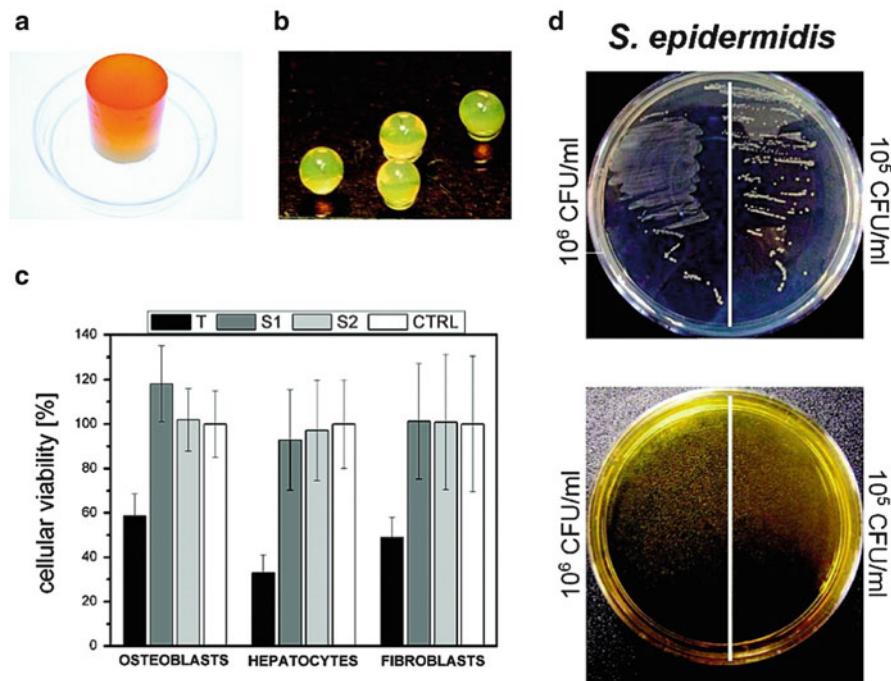 a
b
d
S. epidermidis
10⁶ CFU/ml
10⁵ CFU/ml
c
T S1 S2 CTRL
cellular viability [%]
140
120
100
80
60
40
20
0
OSTEOBLASTS HEPATOCYTES FIBROBLASTS
10⁶ CFU/ml
10⁵ CFU/ml